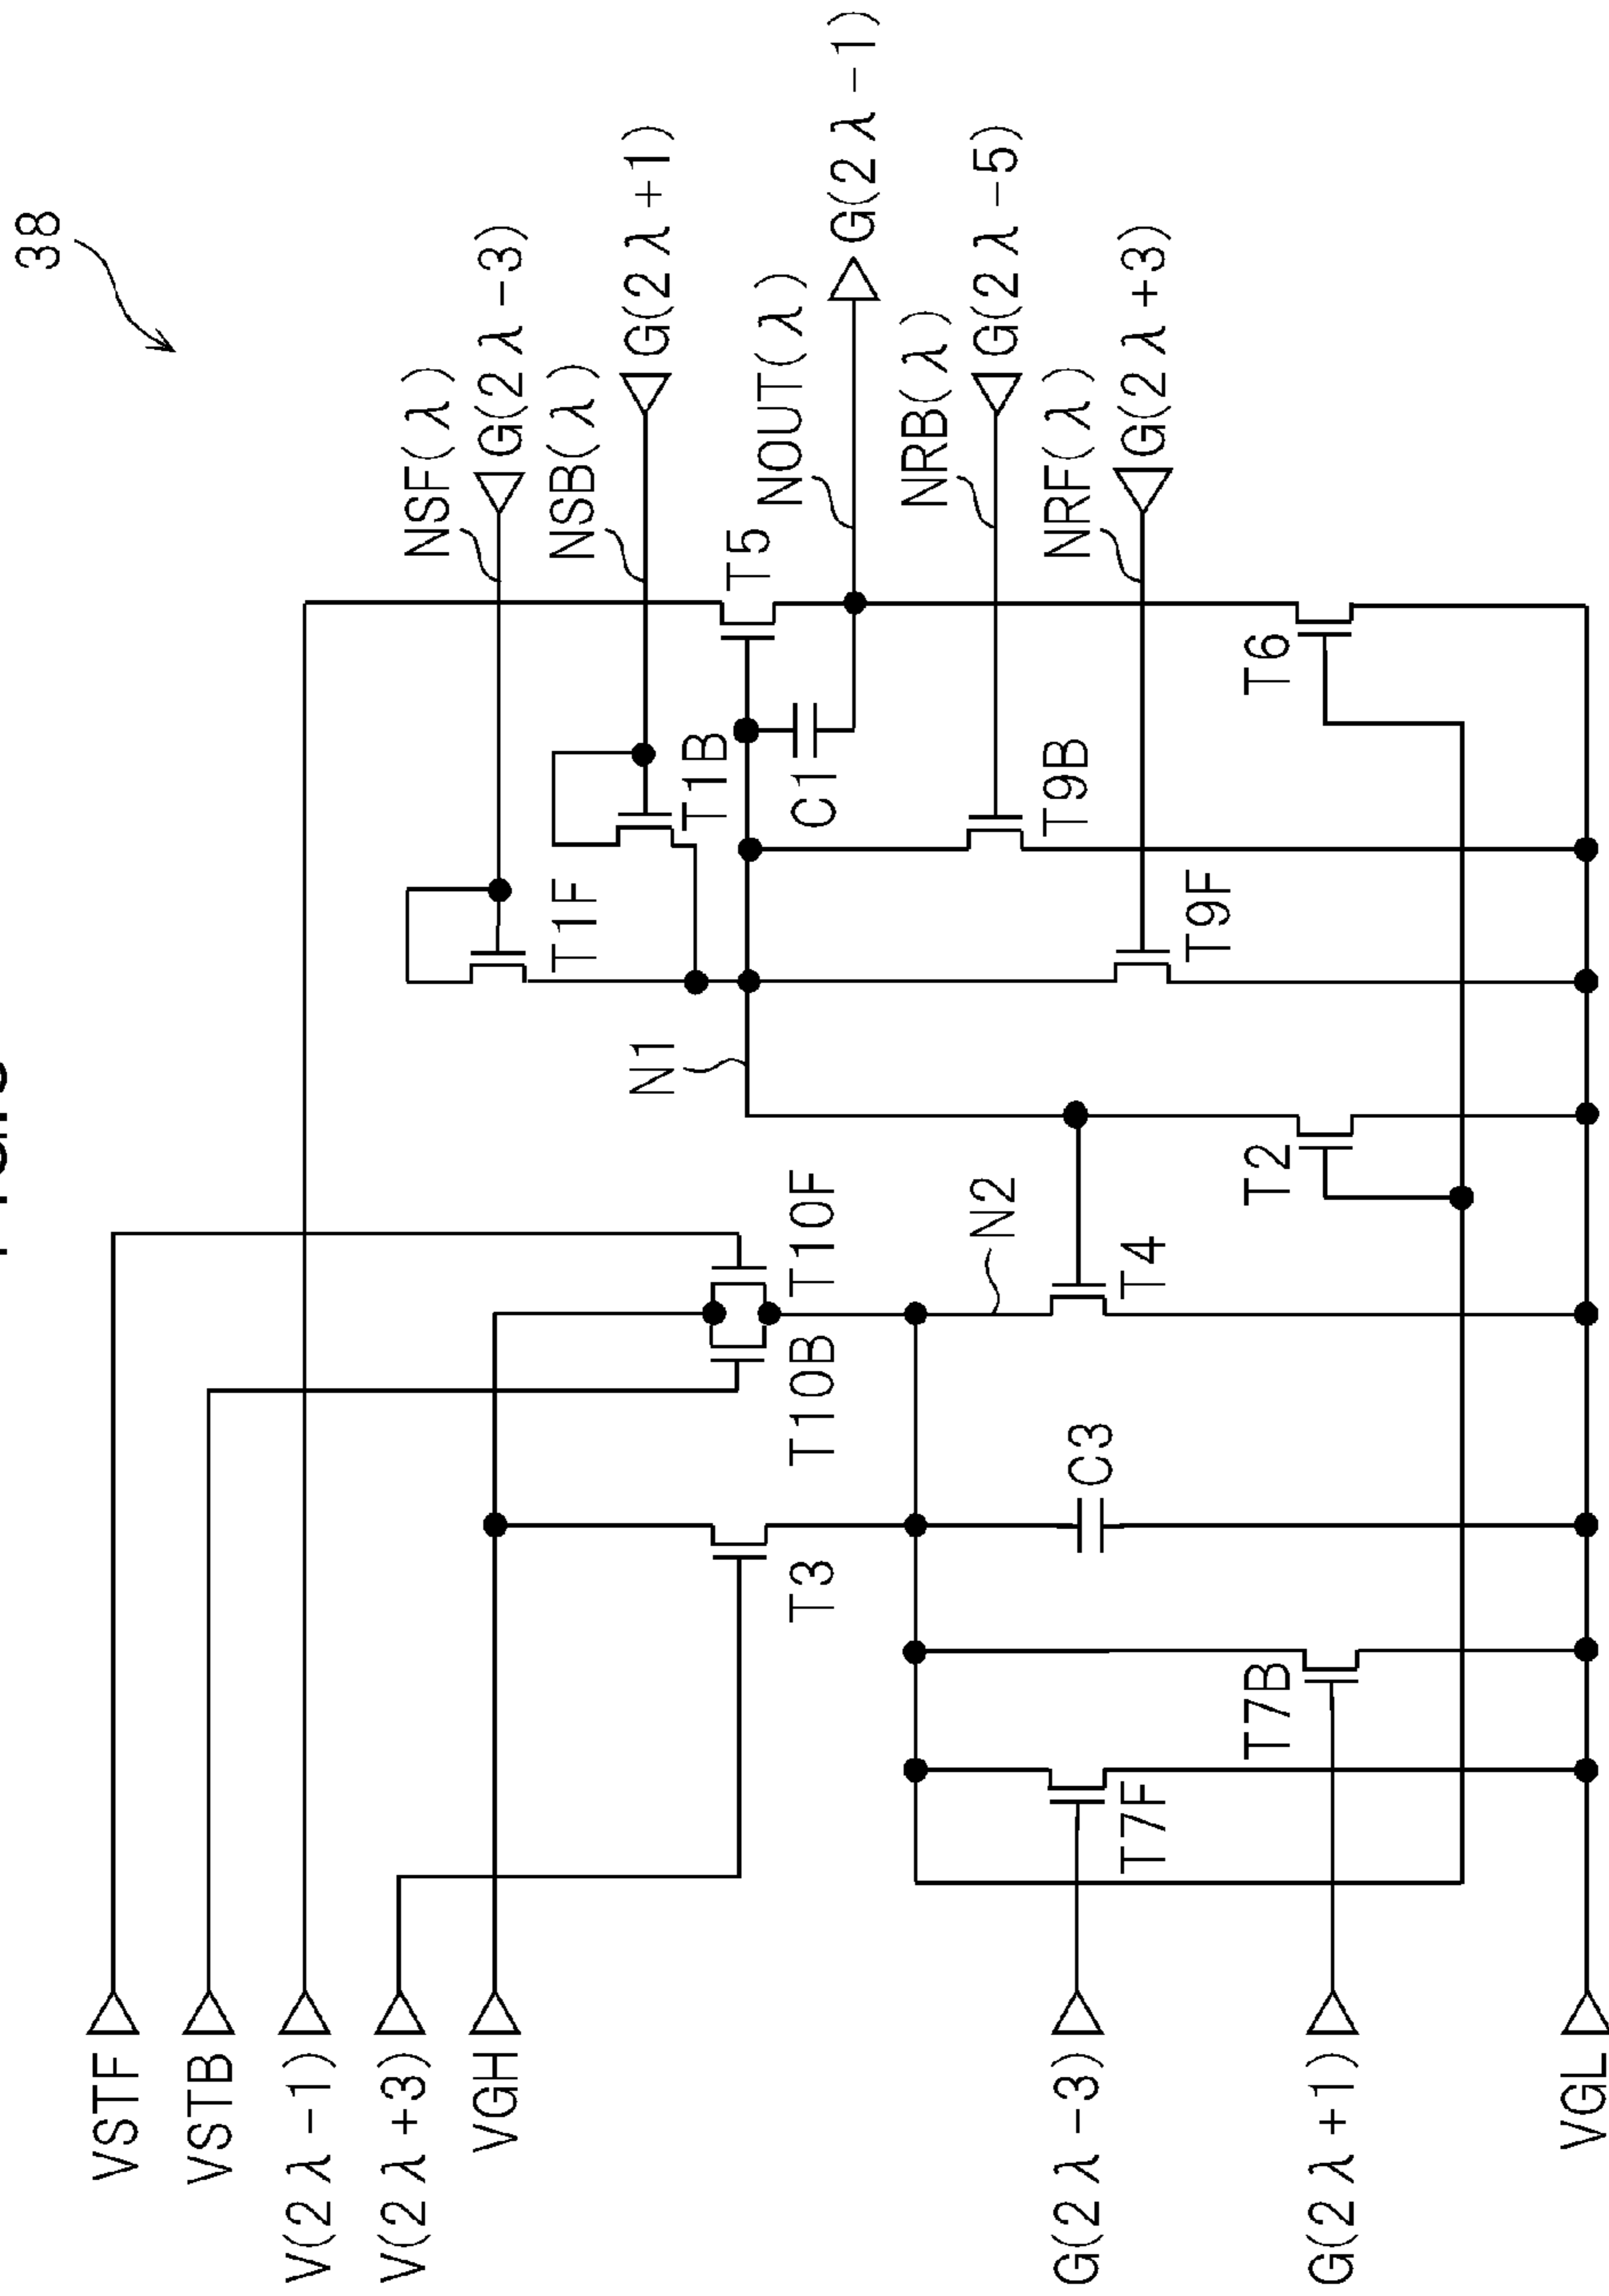 38
VSTF
VSTB
V(2λ-1)
V(2λ+3)
VGH
G(2λ-3)
G(2λ+1)
VGL
NSF(λ)
G(2λ-3)
NSB(λ)
G(2λ+1)
NOUT(λ)
G(2λ-1)
NRB(λ)
G(2λ-5)
NRF(λ)
G(2λ+3)
T1F
T1B
T5
N1
C1
T10B
T10F
T3
N2
T9B
C3
T4
T9F
T7F
T7B
T2
T6